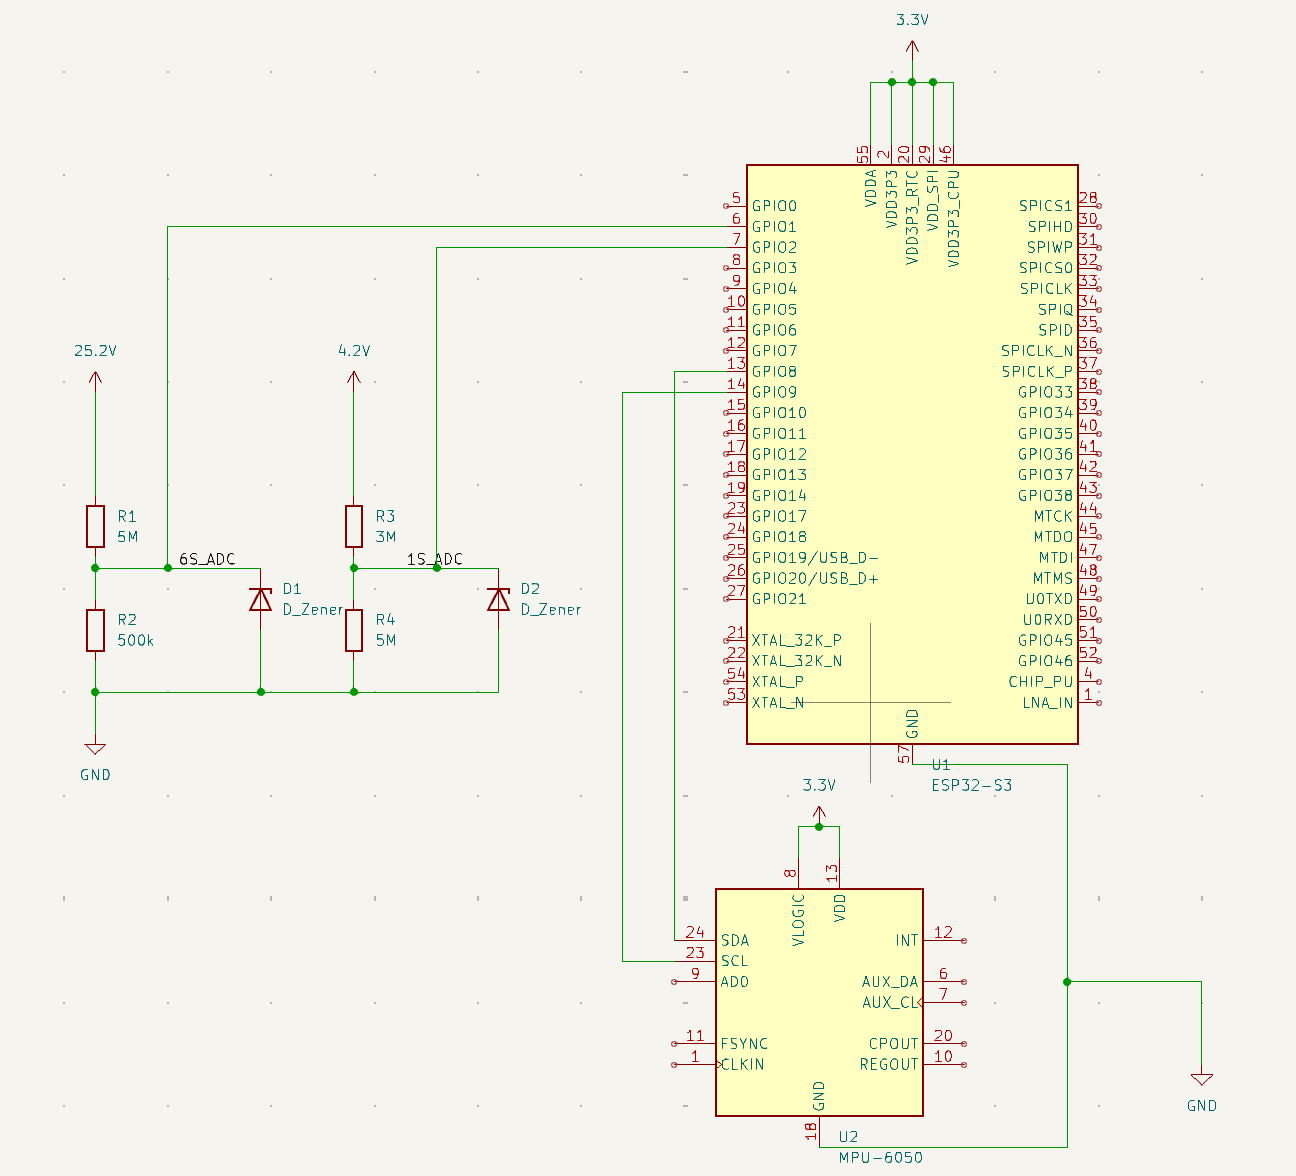 3.3V
55
2
20
29
46
VDDA
VDD3P3
VDD3P3_RTC
VDD_SPI
VDD3P3_CPU
5 GPIO0
6 GPIO1
7 GPIO2
8 GPIO3
9 GPIO4
10 GPIO5
11 GPIO6
12 GPIO7
13 GPIO8
14 GPIO9
15 GPIO10
16 GPIO11
17 GPIO12
18 GPIO13
19 GPIO14
23 GPIO17
24 GPIO18
25 GPIO19/USB_D-
26 GPIO20/USB_D+
27 GPIO21
21 XTAL_32K_P
22 XTAL_32K_N
54 XTAL_P
53 XTAL_N
SPICS1 28
SPIHD 30
SPIWP 31
SPICS0 32
SPICLK 33
SPIQ 34
SPID 35
SPICLK_N 36
SPICLK_P 37
GPIO33 38
GPIO34 39
GPIO35 40
GPIO36 41
GPIO37 42
GPIO38 43
MTCK 44
MTDO 45
MTDI 47
MTMS 48
U0TXD 49
U0RXD 50
GPIO45 51
GPIO46 52
CHIP_PU 4
LNA_IN 1
GND
57
U1
ESP32-S3
25.2V
4.2V
R1
5M
R3
3M
6S_ADC
1S_ADC
D1
D_Zener
D2
D_Zener
R2
500k
R4
5M
GND
3.3V
8
13
VLOGIC
VDD
24 SDA
23 SCL
9 AD0
11 FSYNC
1 CLKIN
INT 12
AUX_DA 6
AUX_CL 7
CPOUT 20
REGOUT 10
GND
18
U2
MPU-6050
GND